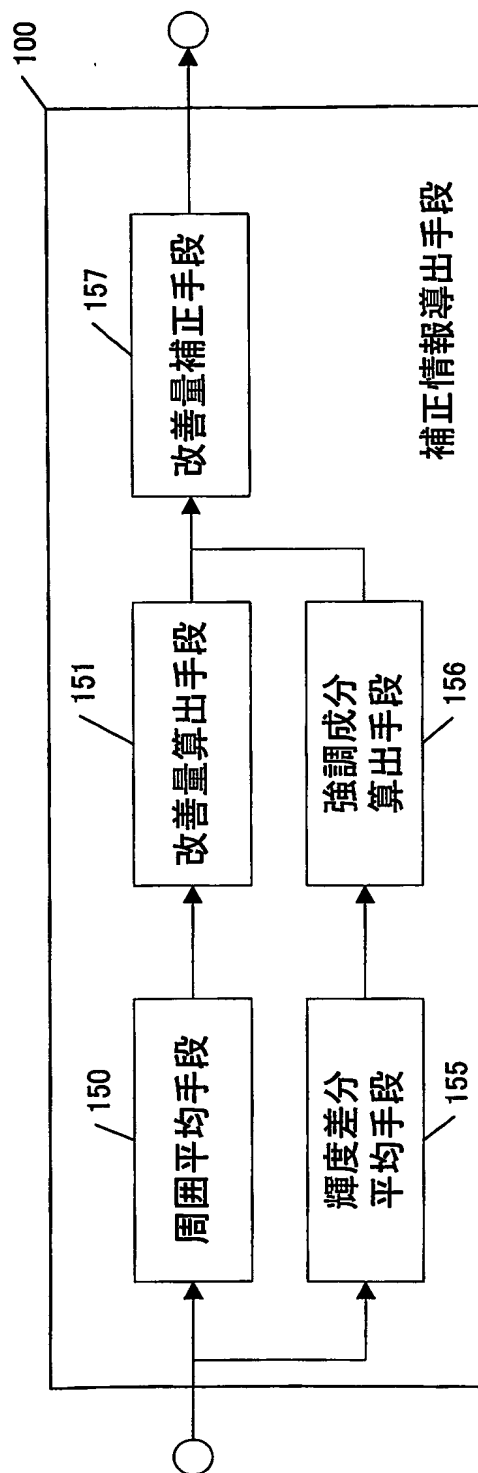 100
150
周囲平均手段
151
改善量算出手段
157
改善量補正手段
輝度差分
平均手段
155
強調成分
算出手段
156
補正情報導出手段